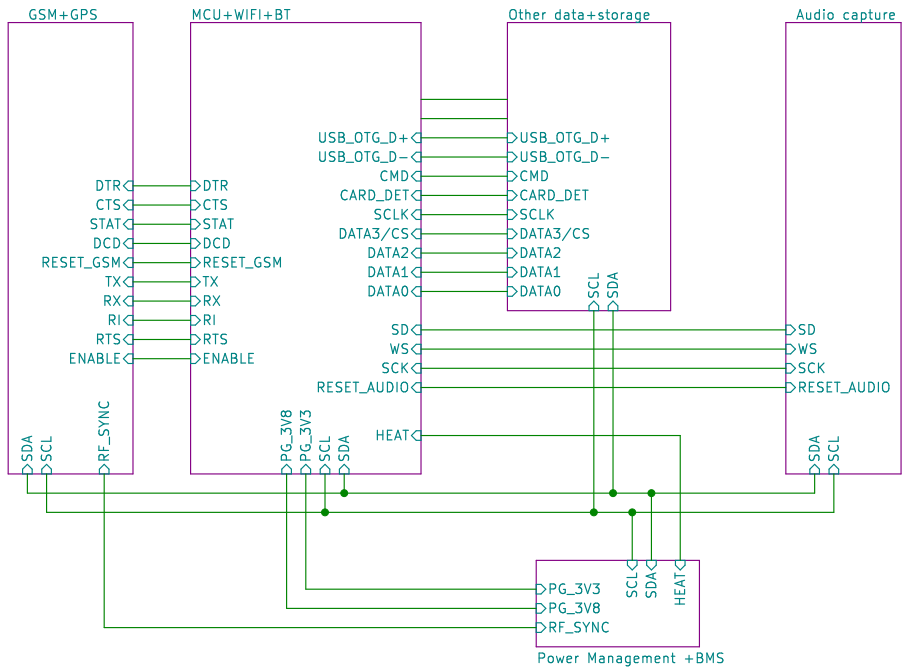 GSM+GPS
MCU+WIFI+BT
Other data+storage
Audio capture
DTR
CTS
STAT
DCD
RESET_GSM
TX
RX
RI
RTS
ENABLE
RF_SYNC
SDA
SCL
DTR
CTS
STAT
DCD
RESET_GSM
TX
RX
RI
RTS
ENABLE
USB_OTG_D+
USB_OTG_D-
CMD
CARD_DET
SCLK
DATA3/CS
DATA2
DATA1
DATA0
SD
WS
SCK
RESET_AUDIO
HEAT
PG_3V8
PG_3V3
SCL
SDA
USB_OTG_D+
USB_OTG_D-
CMD
CARD_DET
SCLK
DATA3/CS
DATA2
DATA1
DATA0
SCL
SDA
SD
WS
SCK
RESET_AUDIO
SDA
SCL
SCL
SDA
HEAT
PG_3V3
PG_3V8
RF_SYNC
Power Management +BMS